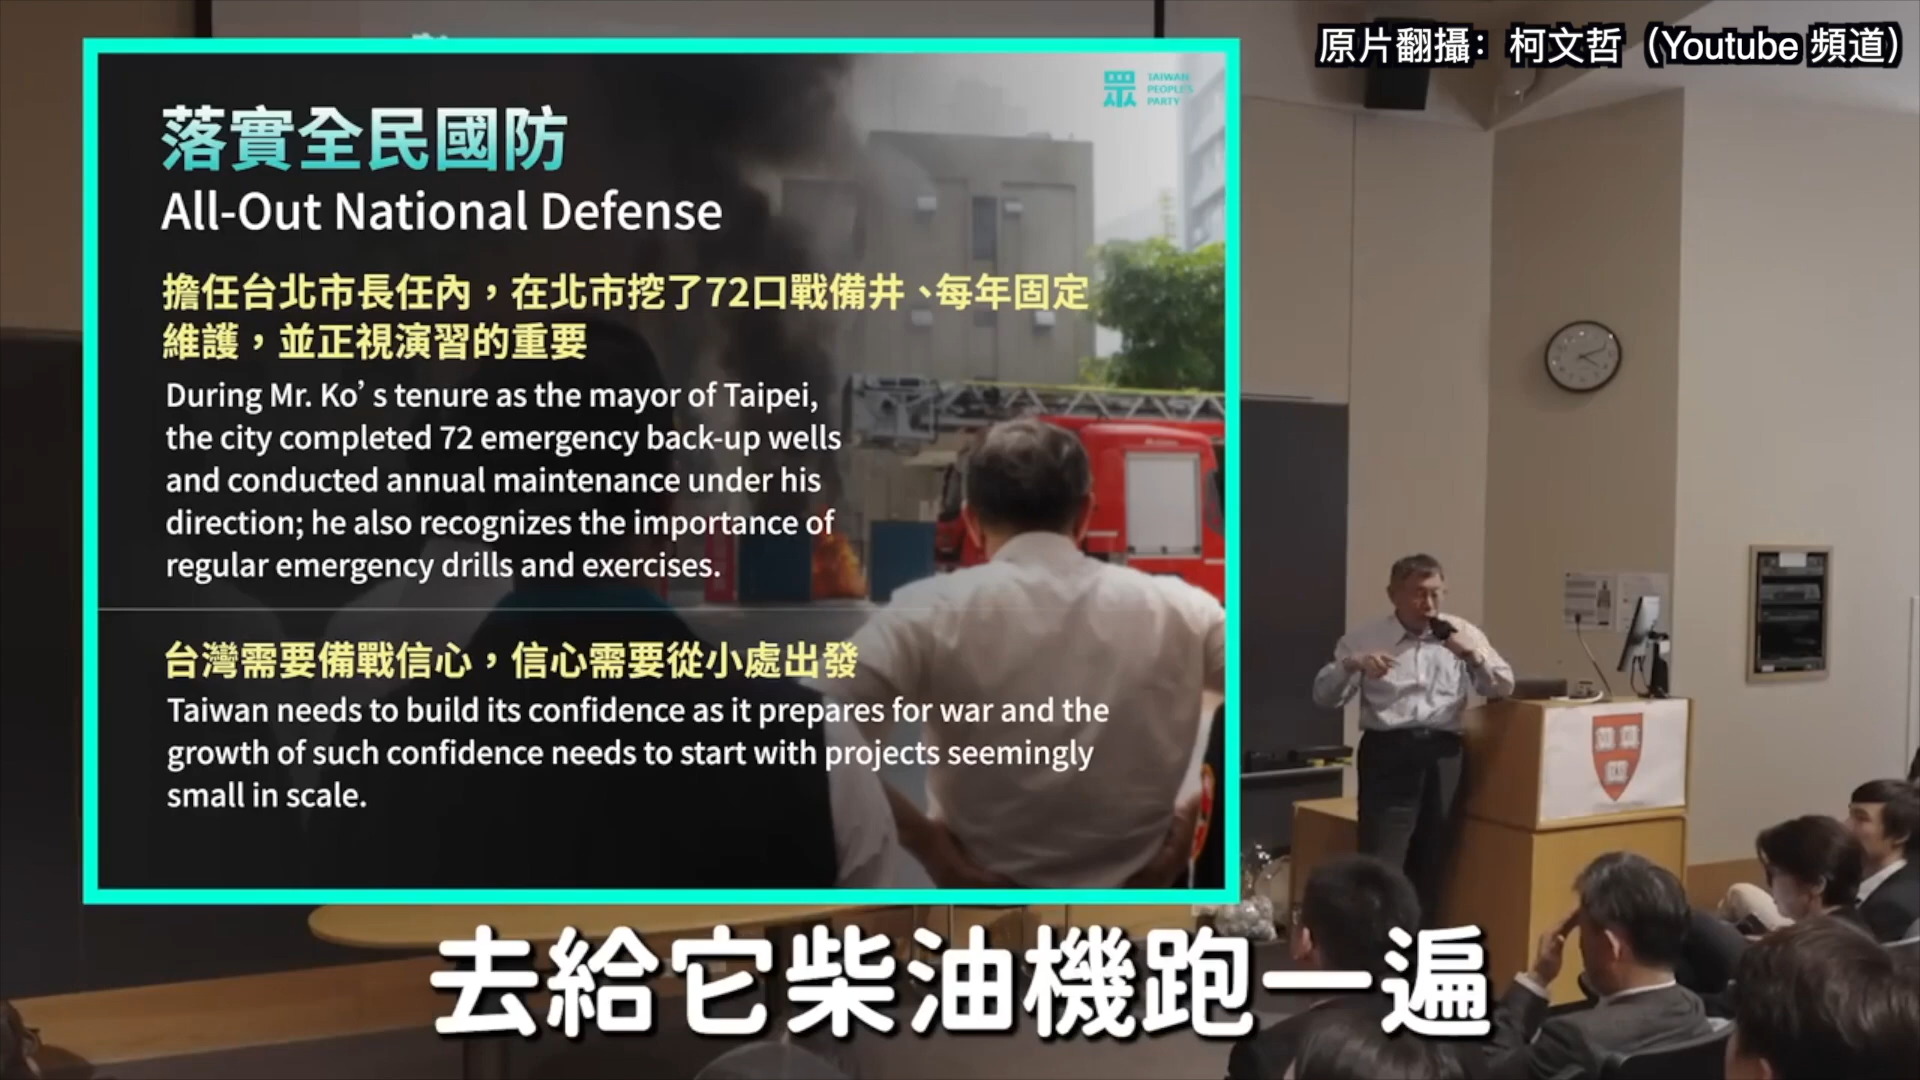 原片翻攝：柯文哲（Youtube 頻道）
眾
TAIWAN
PEOPLE'S
PARTY
落實全民國防
All-Out National Defense
擔任台北市長任內，在北市挖了72口戰備井、每年固定
維護，並正視演習的重要
During Mr. Ko’s tenure as the mayor of Taipei,
the city completed 72 emergency back-up wells
and conducted annual maintenance under his
direction; he also recognizes the importance of
regular emergency drills and exercises.
台灣需要備戰信心，信心需要從小處出發
Taiwan needs to build its confidence as it prepares for war and the
growth of such confidence needs to start with projects seemingly
small in scale.
去給它柴油機跑一遍